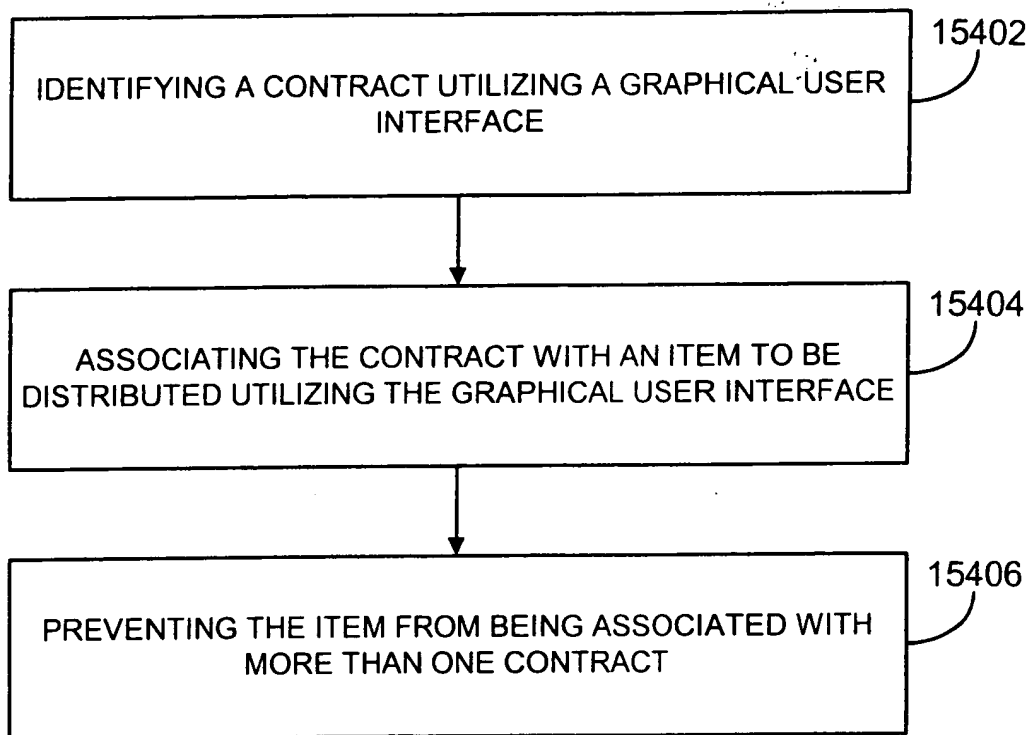 15402
IDENTIFYING A CONTRACT UTILIZING A GRAPHICAL USER
INTERFACE
15404
ASSOCIATING THE CONTRACT WITH AN ITEM TO BE
DISTRIBUTED UTILIZING THE GRAPHICAL USER INTERFACE
15406
PREVENTING THE ITEM FROM BEING ASSOCIATED WITH
MORE THAN ONE CONTRACT